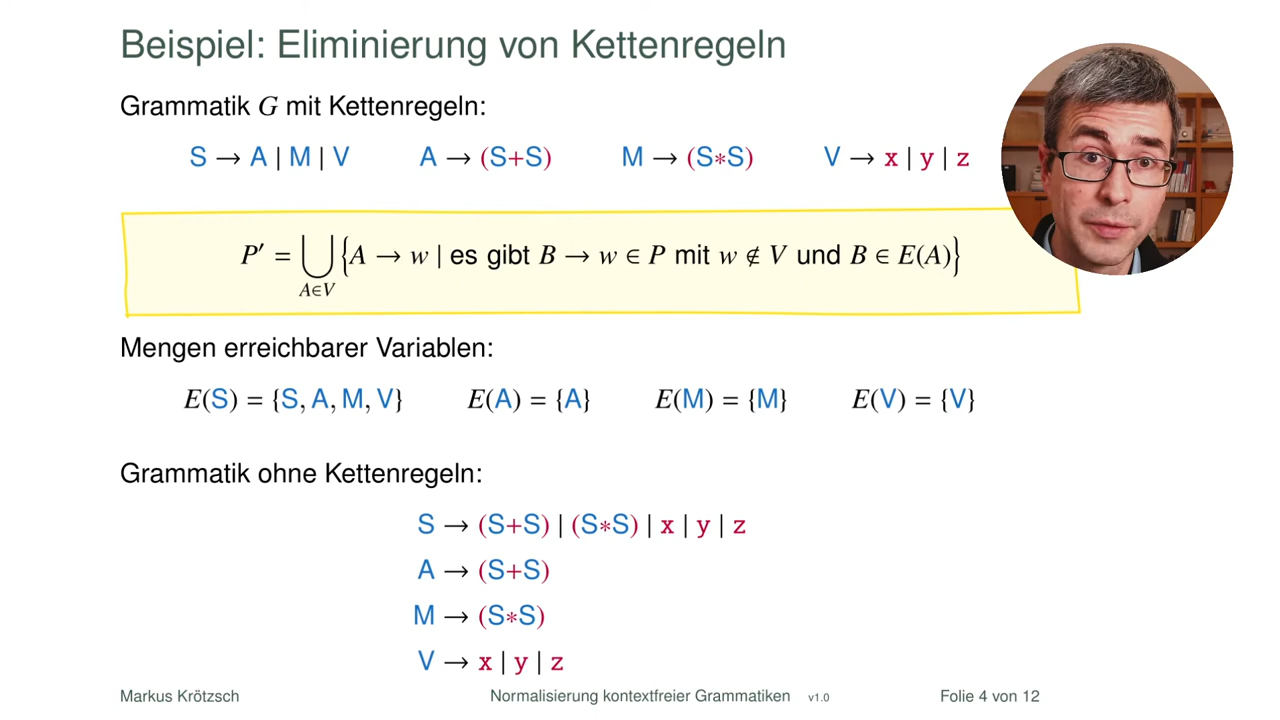 Beispiel: Eliminierung von Kettenregeln
Grammatik G mit Kettenregeln:
S → A | M | V A → (S+S) M → (S∗S) V → x | y | z
P′ = ⋃ {A → w | es gibt B → w ∈ P mit w ∉ V und B ∈ E(A)}
A∈V
Mengen erreichbarer Variablen:
E(S) = {S, A, M, V} E(A) = {A} E(M) = {M} E(V) = {V}
Grammatik ohne Kettenregeln:
S → (S+S) | (S∗S) | x | y | z
A → (S+S)
M → (S∗S)
V → x | y | z
Markus Krötzsch Normalisierung kontextfreier Grammatiken v1.0 Folie 4 von 12